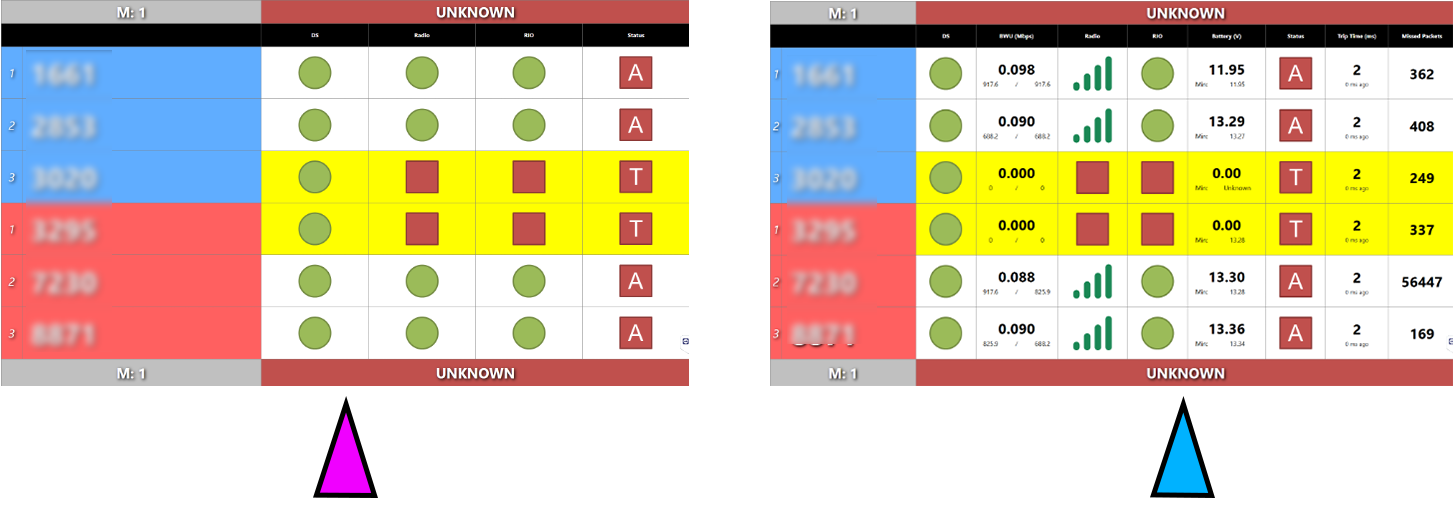 M: 1 UNKNOWN
DS Radio RIO Status
1 1661 A
2 2853 A
3 3020 T
1 3295 T
2 7230 A
3 8871 A
M: 1 UNKNOWN
M: 1 UNKNOWN
DS BWU (Mbps) Radio RIO Battery (V) Status Trip Time (ms) Missed Packets
1 1661 0.098 11.95 A 2 362
917.6 / 917.6 Min: 11.95 0 ms ago
2 2853 0.090 13.29 A 2 408
688.2 / 688.2 Min: 13.27 0 ms ago
3 3020 0.000 0.00 T 2 249
0 / 0 Min: Unknown 0 ms ago
1 3295 0.000 0.00 T 2 337
0 / 0 Min: 13.28 0 ms ago
2 7230 0.088 13.30 A 2 56447
917.6 / 825.9 Min: 13.28 0 ms ago
3 8871 0.090 13.36 A 2 169
825.9 / 688.2 Min: 13.34 0 ms ago
M: 1 UNKNOWN